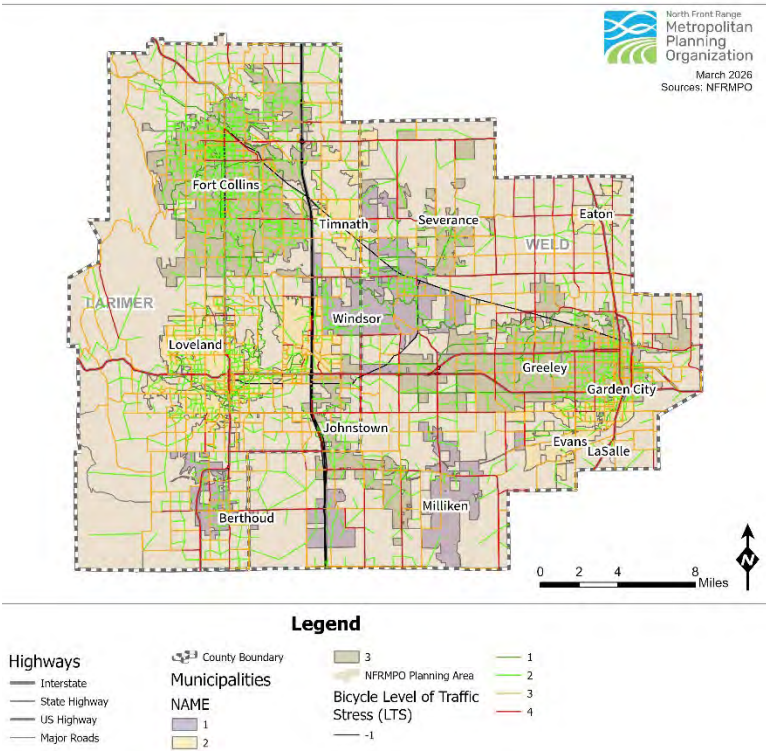 North Front Range
Metropolitan
Planning
Organization
March 2026
Sources: NFRMPO
Fort Collins
Timnath
Severance
Eaton
WELD
LARIMER
Windsor
Loveland
Greeley
Garden City
Johnstown
Evans
LaSalle
Milliken
Berthoud
N
0 2 4 8
Miles
Legend
Highways
Interstate
State Highway
US Highway
Major Roads
County Boundary
Municipalities
NAME
1
2
3
NFRMPO Planning Area
Bicycle Level of Traffic
Stress (LTS)
-1
1
2
3
4